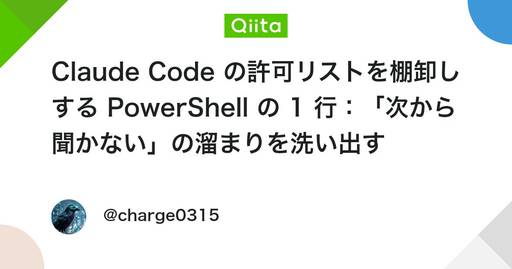 Qiita
Claude Code の許可リストを棚卸し
する PowerShell の 1 行：「次から
聞かない」の溜まりを洗い出す
@charge0315